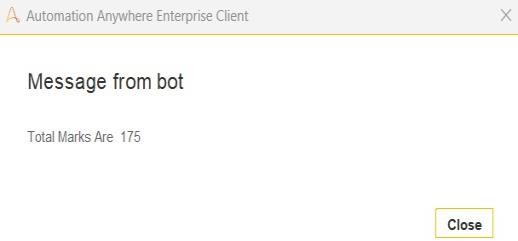 Automation Anywhere Enterprise Client
Message from bot
Total Marks Are 175
Close